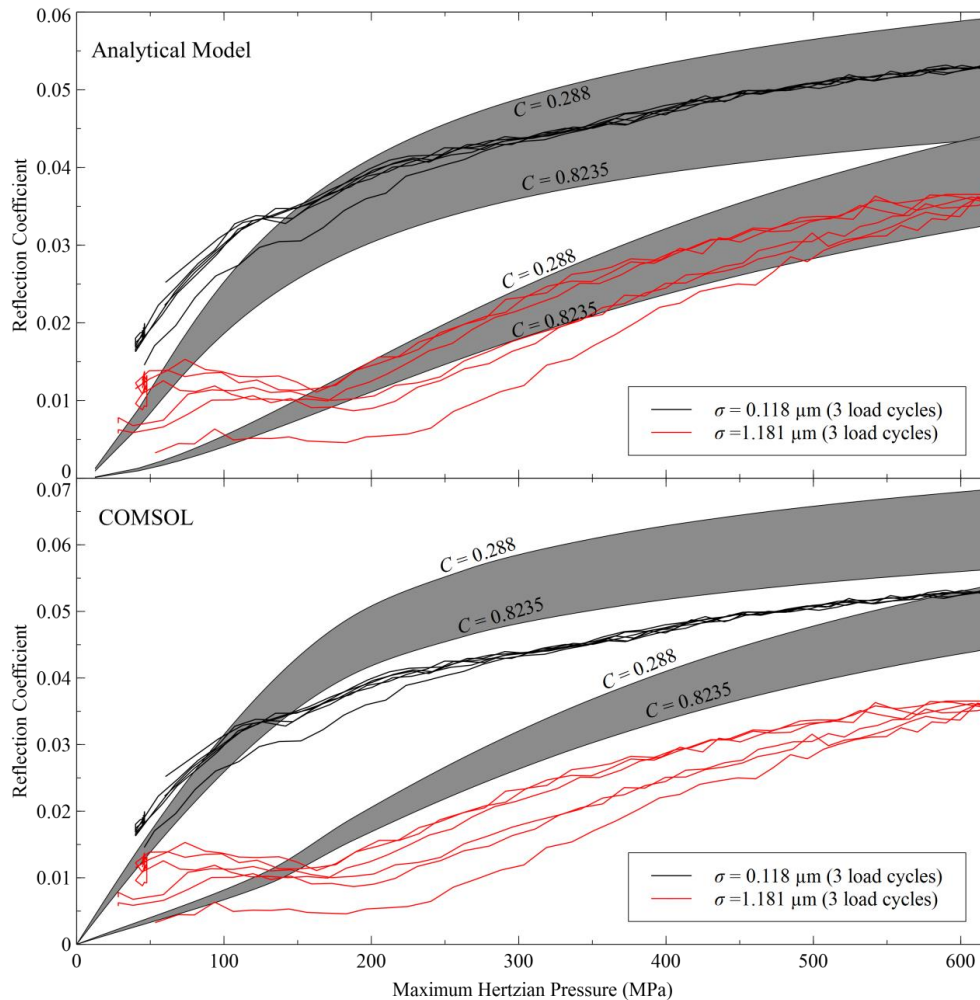 0.06
Analytical Model
0.05
C = 0.288
0.04
C = 0.8235
0.03
C = 0.288
0.02
C = 0.8235
0.01
σ = 0.118 µm (3 load cycles)
σ =1.181 µm (3 load cycles)
0
Reflection Coefficient
0.07
COMSOL
0.06
C = 0.288
0.05
C = 0.8235
0.04
C = 0.288
C = 0.8235
0.03
0.02
0.01
σ = 0.118 µm (3 load cycles)
σ =1.181 µm (3 load cycles)
0
Reflection Coefficient
0 100 200 300 400 500 600
Maximum Hertzian Pressure (MPa)